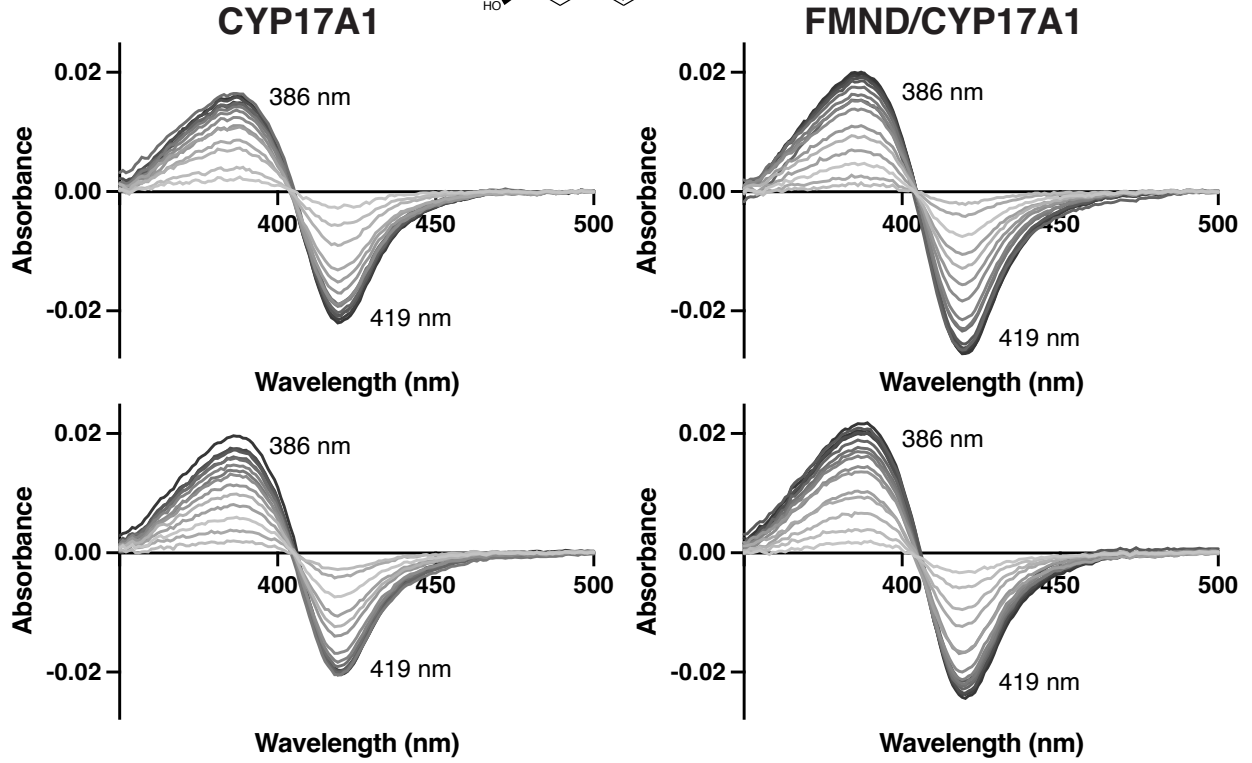 HO
CYP17A1
FMND/CYP17A1
0.02
0.00
-0.02
Absorbance
386 nm
419 nm
400
450
500
Wavelength (nm)
0.02
0.00
-0.02
Absorbance
386 nm
419 nm
400
450
500
Wavelength (nm)
0.02
0.00
-0.02
Absorbance
386 nm
419 nm
400
450
500
Wavelength (nm)
0.02
0.00
-0.02
Absorbance
386 nm
419 nm
400
450
500
Wavelength (nm)